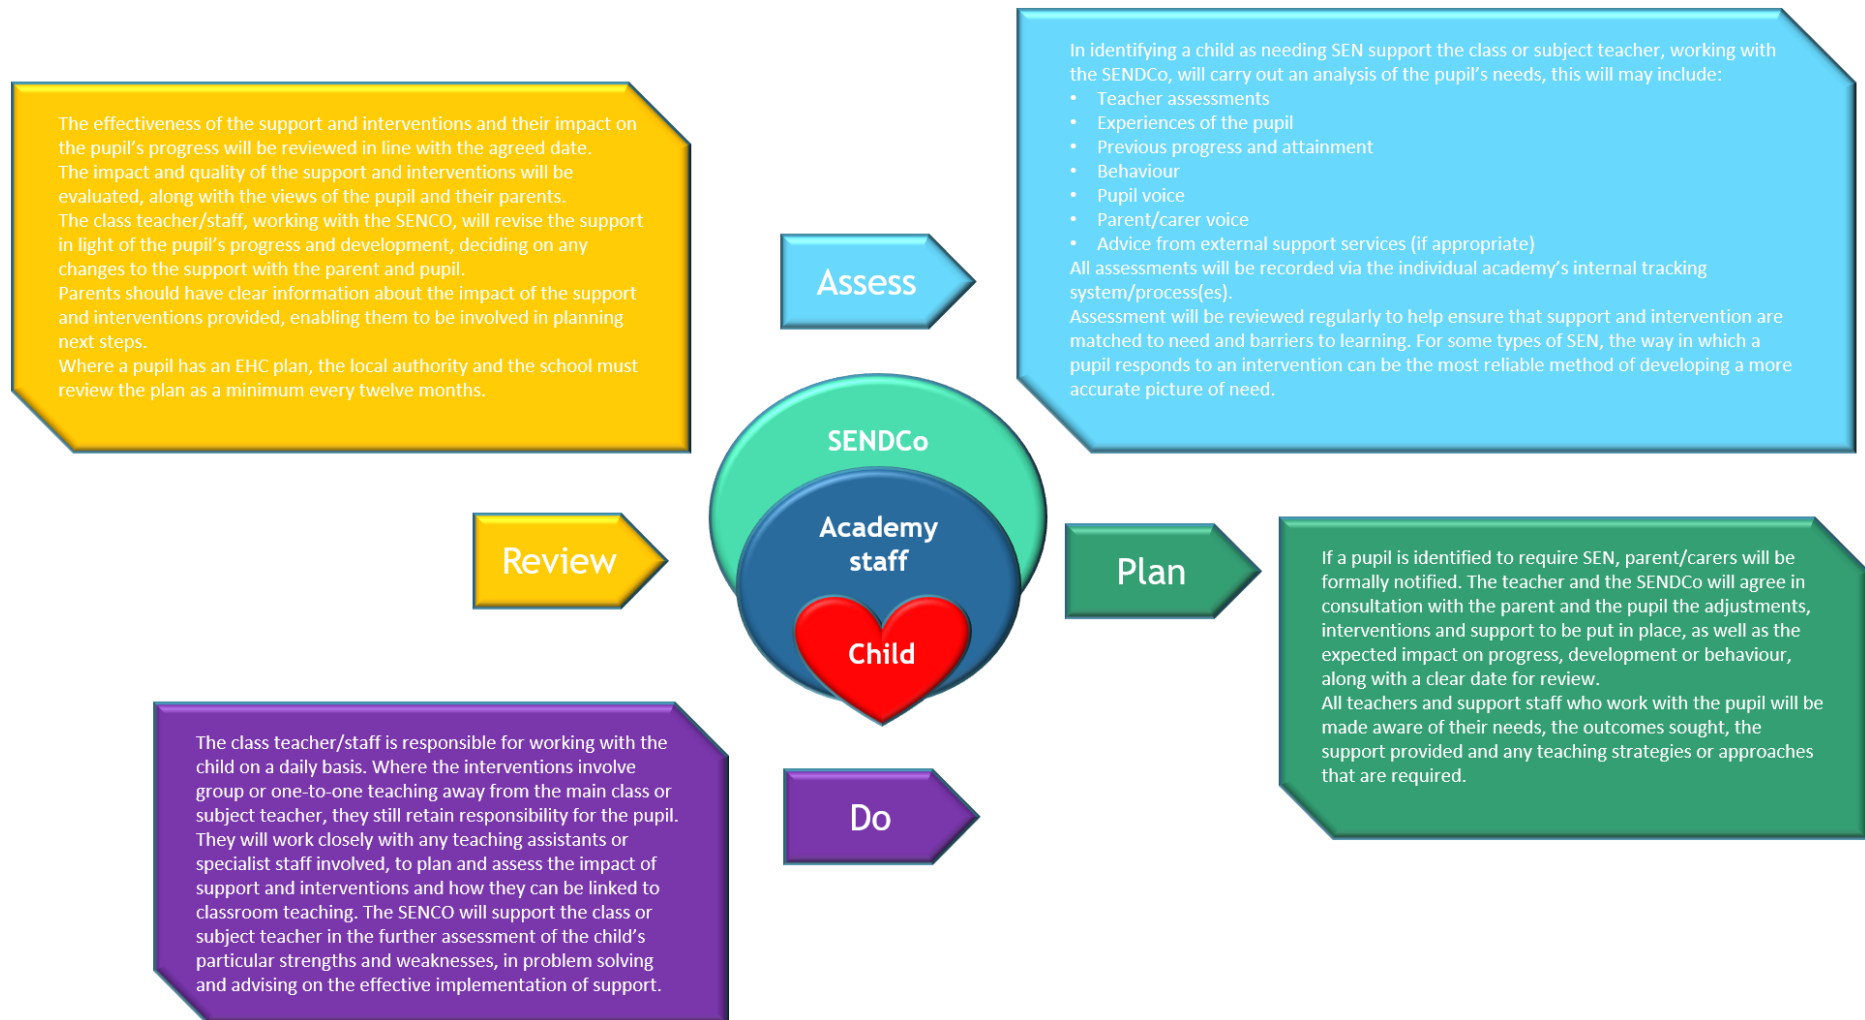 In identifying a child as needing SEN support the class or subject teacher, working with
the SENDCo, will carry out an analysis of the pupil’s needs, this will may include:
• Teacher assessments
• Experiences of the pupil
• Previous progress and attainment
• Behaviour
• Pupil voice
• Parent/carer voice
• Advice from external support services (if appropriate)
All assessments will be recorded via the individual academy’s internal tracking
system/process(es).
Assessment will be reviewed regularly to help ensure that support and intervention are
matched to need and barriers to learning. For some types of SEN, the way in which a
pupil responds to an intervention can be the most reliable method of developing a more
accurate picture of need.
The effectiveness of the support and interventions and their impact on
the pupil’s progress will be reviewed in line with the agreed date.
The impact and quality of the support and interventions will be
evaluated, along with the views of the pupil and their parents.
The class teacher/staff, working with the SENCO, will revise the support
in light of the pupil’s progress and development, deciding on any
changes to the support with the parent and pupil.
Parents should have clear information about the impact of the support
and interventions provided, enabling them to be involved in planning
next steps.
Where a pupil has an EHC plan, the local authority and the school must
review the plan as a minimum every twelve months.
Assess
SENDCo
Academy
staff
Child
Review
Plan
If a pupil is identified to require SEN, parent/carers will be
formally notified. The teacher and the SENDCo will agree in
consultation with the parent and the pupil the adjustments,
interventions and support to be put in place, as well as the
expected impact on progress, development or behaviour,
along with a clear date for review.
All teachers and support staff who work with the pupil will be
made aware of their needs, the outcomes sought, the
support provided and any teaching strategies or approaches
that are required.
The class teacher/staff is responsible for working with the
child on a daily basis. Where the interventions involve
group or one-to-one teaching away from the main class or
subject teacher, they still retain responsibility for the pupil.
They will work closely with any teaching assistants or
specialist staff involved, to plan and assess the impact of
support and interventions and how they can be linked to
classroom teaching. The SENCO will support the class or
subject teacher in the further assessment of the child’s
particular strengths and weaknesses, in problem solving
and advising on the effective implementation of support.
Do